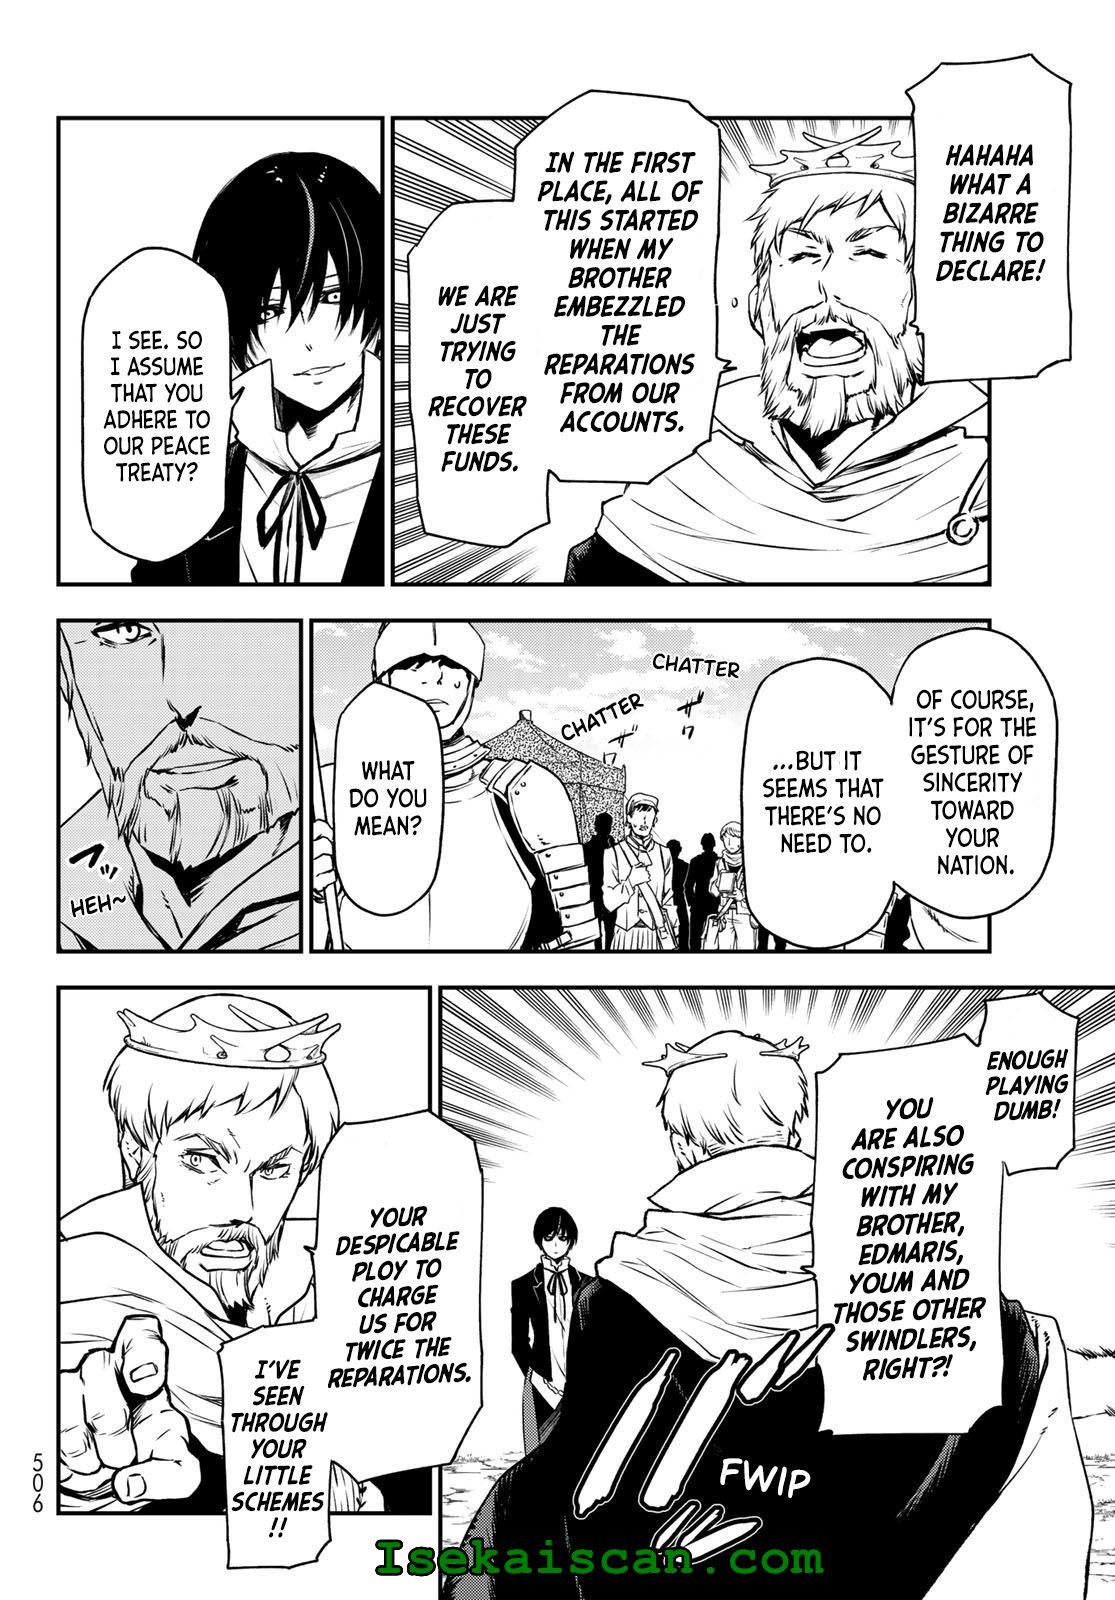 HAHAHA
WHAT A
BIZARRE
THING TO
DECLARE!
IN THE FIRST
PLACE, ALL OF
THIS STARTED
WHEN MY
BROTHER
EMBEZZLED
THE
REPARATIONS
FROM OUR
ACCOUNTS.
WE ARE
JUST
TRYING
TO
RECOVER
THESE
FUNDS.
I SEE. SO
I ASSUME
THAT YOU
ADHERE TO
OUR PEACE
TREATY?
OF COURSE,
IT'S FOR THE
GESTURE OF
SINCERITY
TOWARD
YOUR
NATION.
...BUT IT
SEEMS THAT
THERE'S NO
NEED TO.
CHATTER
CHATTER
WHAT
DO YOU
MEAN?
HEH~
ENOUGH
PLAYING
DUMB!
YOU
ARE ALSO
CONSPIRING
WITH MY
BROTHER,
EDMARIS,
YOUM AND
THOSE OTHER
SWINDLERS,
RIGHT?!
FWIP
YOUR
DESPICABLE
PLOY TO
CHARGE
US FOR
TWICE THE
REPARATIONS.
I'VE
SEEN
THROUGH
YOUR
LITTLE
SCHEMES
!!
506
Isekaiscan.com